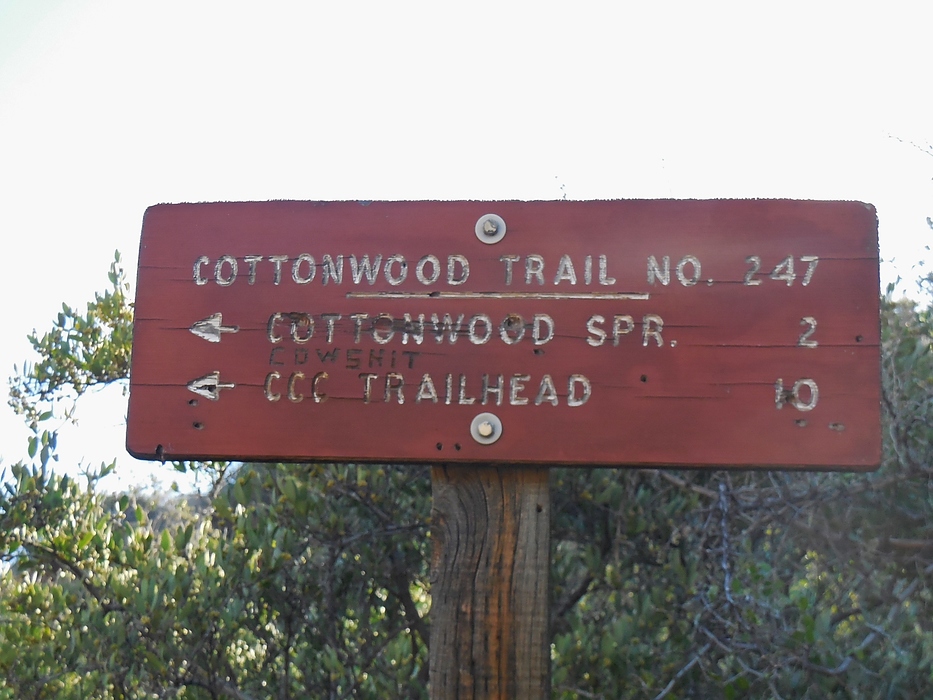 COTTONWOOD TRAIL NO. 247
COTTONWOOD SPR. 2
COWSHIT
CCC TRAILHEAD 10